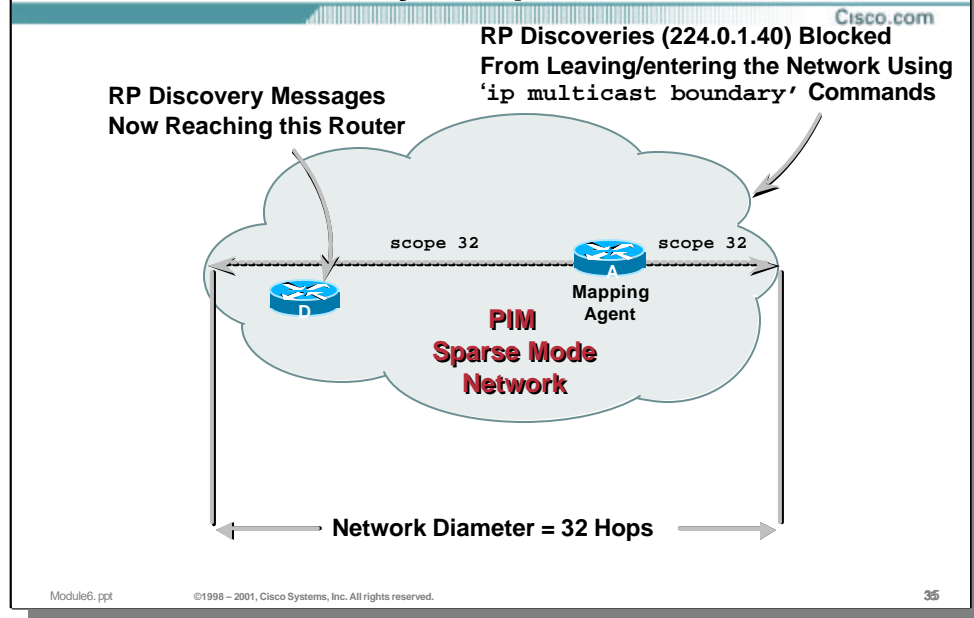 Cisco.com
RP Discoveries (224.0.1.40) Blocked
From Leaving/entering the Network Using
‘ip multicast boundary’ Commands
RP Discovery Messages
Now Reaching this Router
scope 32
scope 32
A
Mapping
Agent
D
PIM
Sparse Mode
Network
Network Diameter = 32 Hops
Module6.ppt
©1998 – 2001, Cisco Systems, Inc. All rights reserved.